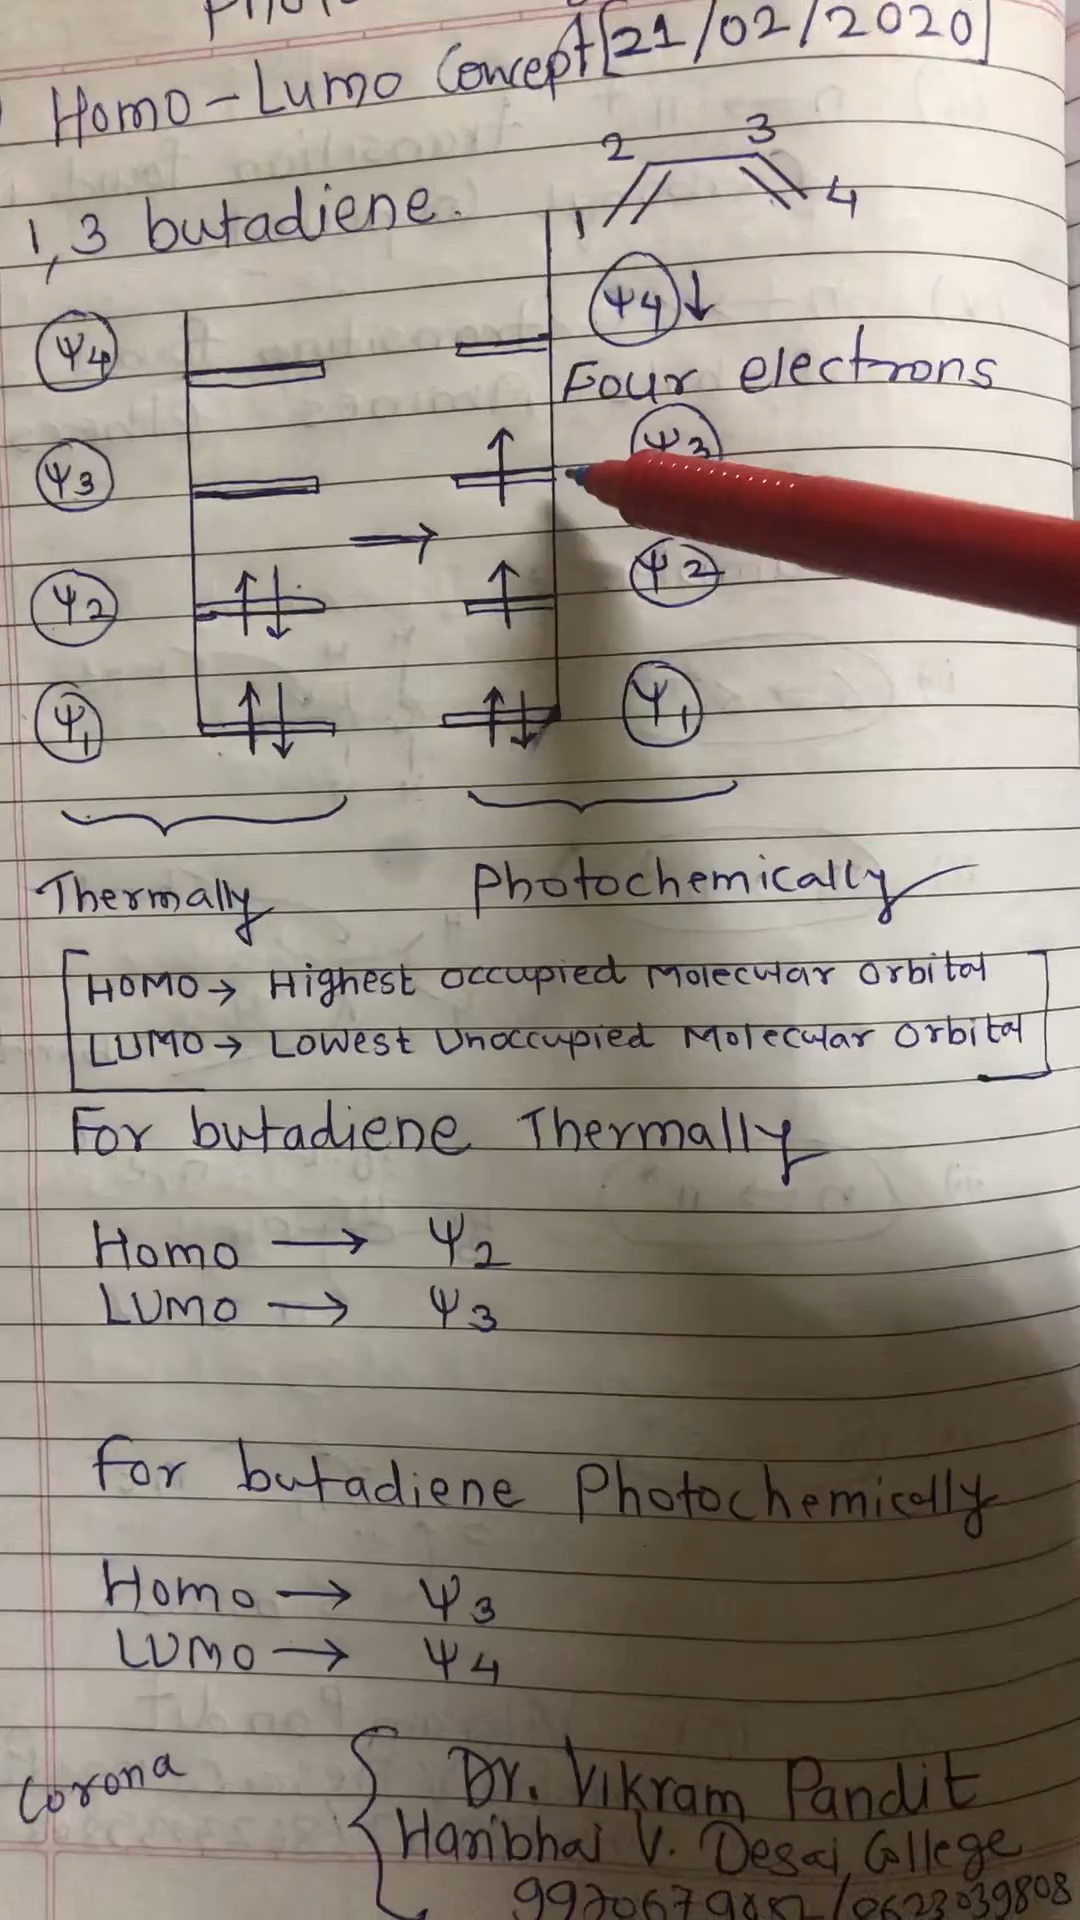 Homo - Lumo Concept [21/02/2020]
2 3
1 4
1,3 butadiene.
Ψ4 Ψ4 ↓
Four electrons
Ψ3 Ψ3
→
Ψ2 Ψ2
Ψ1 Ψ1
Thermally Photochemically
HOMO → Highest Occupied Molecular Orbital
LUMO → Lowest Unoccupied Molecular Orbital
For butadiene Thermally
Homo → Ψ2
LUMO → Ψ3
For butadiene Photochemically
Homo → Ψ3
LUMO → Ψ4
Corona
Dr. Vikram Pandit
Haribhai V. Desai College